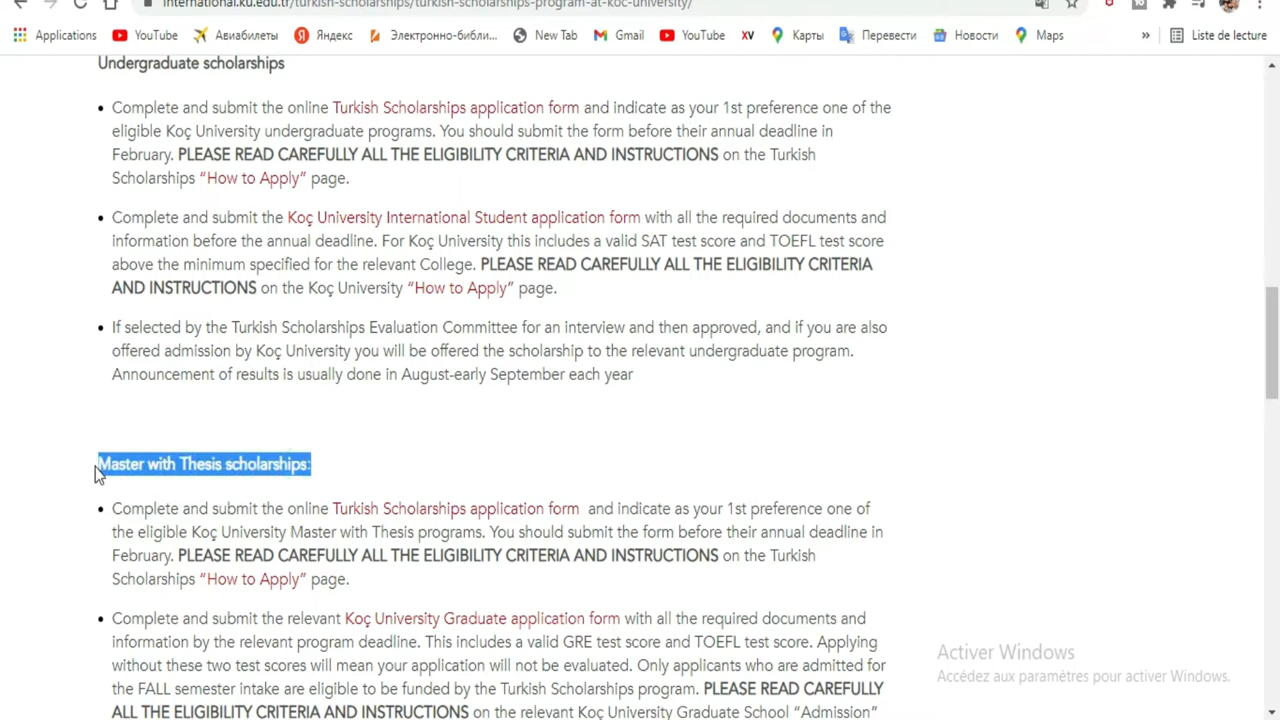 international.ku.edu.tr/turkish-scholarships/turkish-scholarships-program-at-koc-university/
Applications YouTube Авиабилеты Яндекс Электронно-библи... New Tab Gmail YouTube XV Карты Перевести Новости Maps » Liste de lecture
Undergraduate scholarships
• Complete and submit the online Turkish Scholarships application form and indicate as your 1st preference one of the
eligible Koç University undergraduate programs. You should submit the form before their annual deadline in
February. PLEASE READ CAREFULLY ALL THE ELIGIBILITY CRITERIA AND INSTRUCTIONS on the Turkish
Scholarships “How to Apply” page.
• Complete and submit the Koç University International Student application form with all the required documents and
information before the annual deadline. For Koç University this includes a valid SAT test score and TOEFL test score
above the minimum specified for the relevant College. PLEASE READ CAREFULLY ALL THE ELIGIBILITY CRITERIA
AND INSTRUCTIONS on the Koç University “How to Apply” page.
• If selected by the Turkish Scholarships Evaluation Committee for an interview and then approved, and if you are also
offered admission by Koç University you will be offered the scholarship to the relevant undergraduate program.
Announcement of results is usually done in August-early September each year
Master with Thesis scholarships:
• Complete and submit the online Turkish Scholarships application form and indicate as your 1st preference one of
the eligible Koç University Master with Thesis programs. You should submit the form before their annual deadline in
February. PLEASE READ CAREFULLY ALL THE ELIGIBILITY CRITERIA AND INSTRUCTIONS on the Turkish
Scholarships “How to Apply” page.
• Complete and submit the relevant Koç University Graduate application form with all the required documents and
information by the relevant program deadline. This includes a valid GRE test score and TOEFL test score. Applying
without these two test scores will mean your application will not be evaluated. Only applicants who are admitted for
the FALL semester intake are eligible to be funded by the Turkish Scholarships program. PLEASE READ CAREFULLY
ALL THE ELIGIBILITY CRITERIA AND INSTRUCTIONS on the relevant Koç University Graduate School “Admission”
Activer Windows
Accédez aux paramètres pour activer Windows.